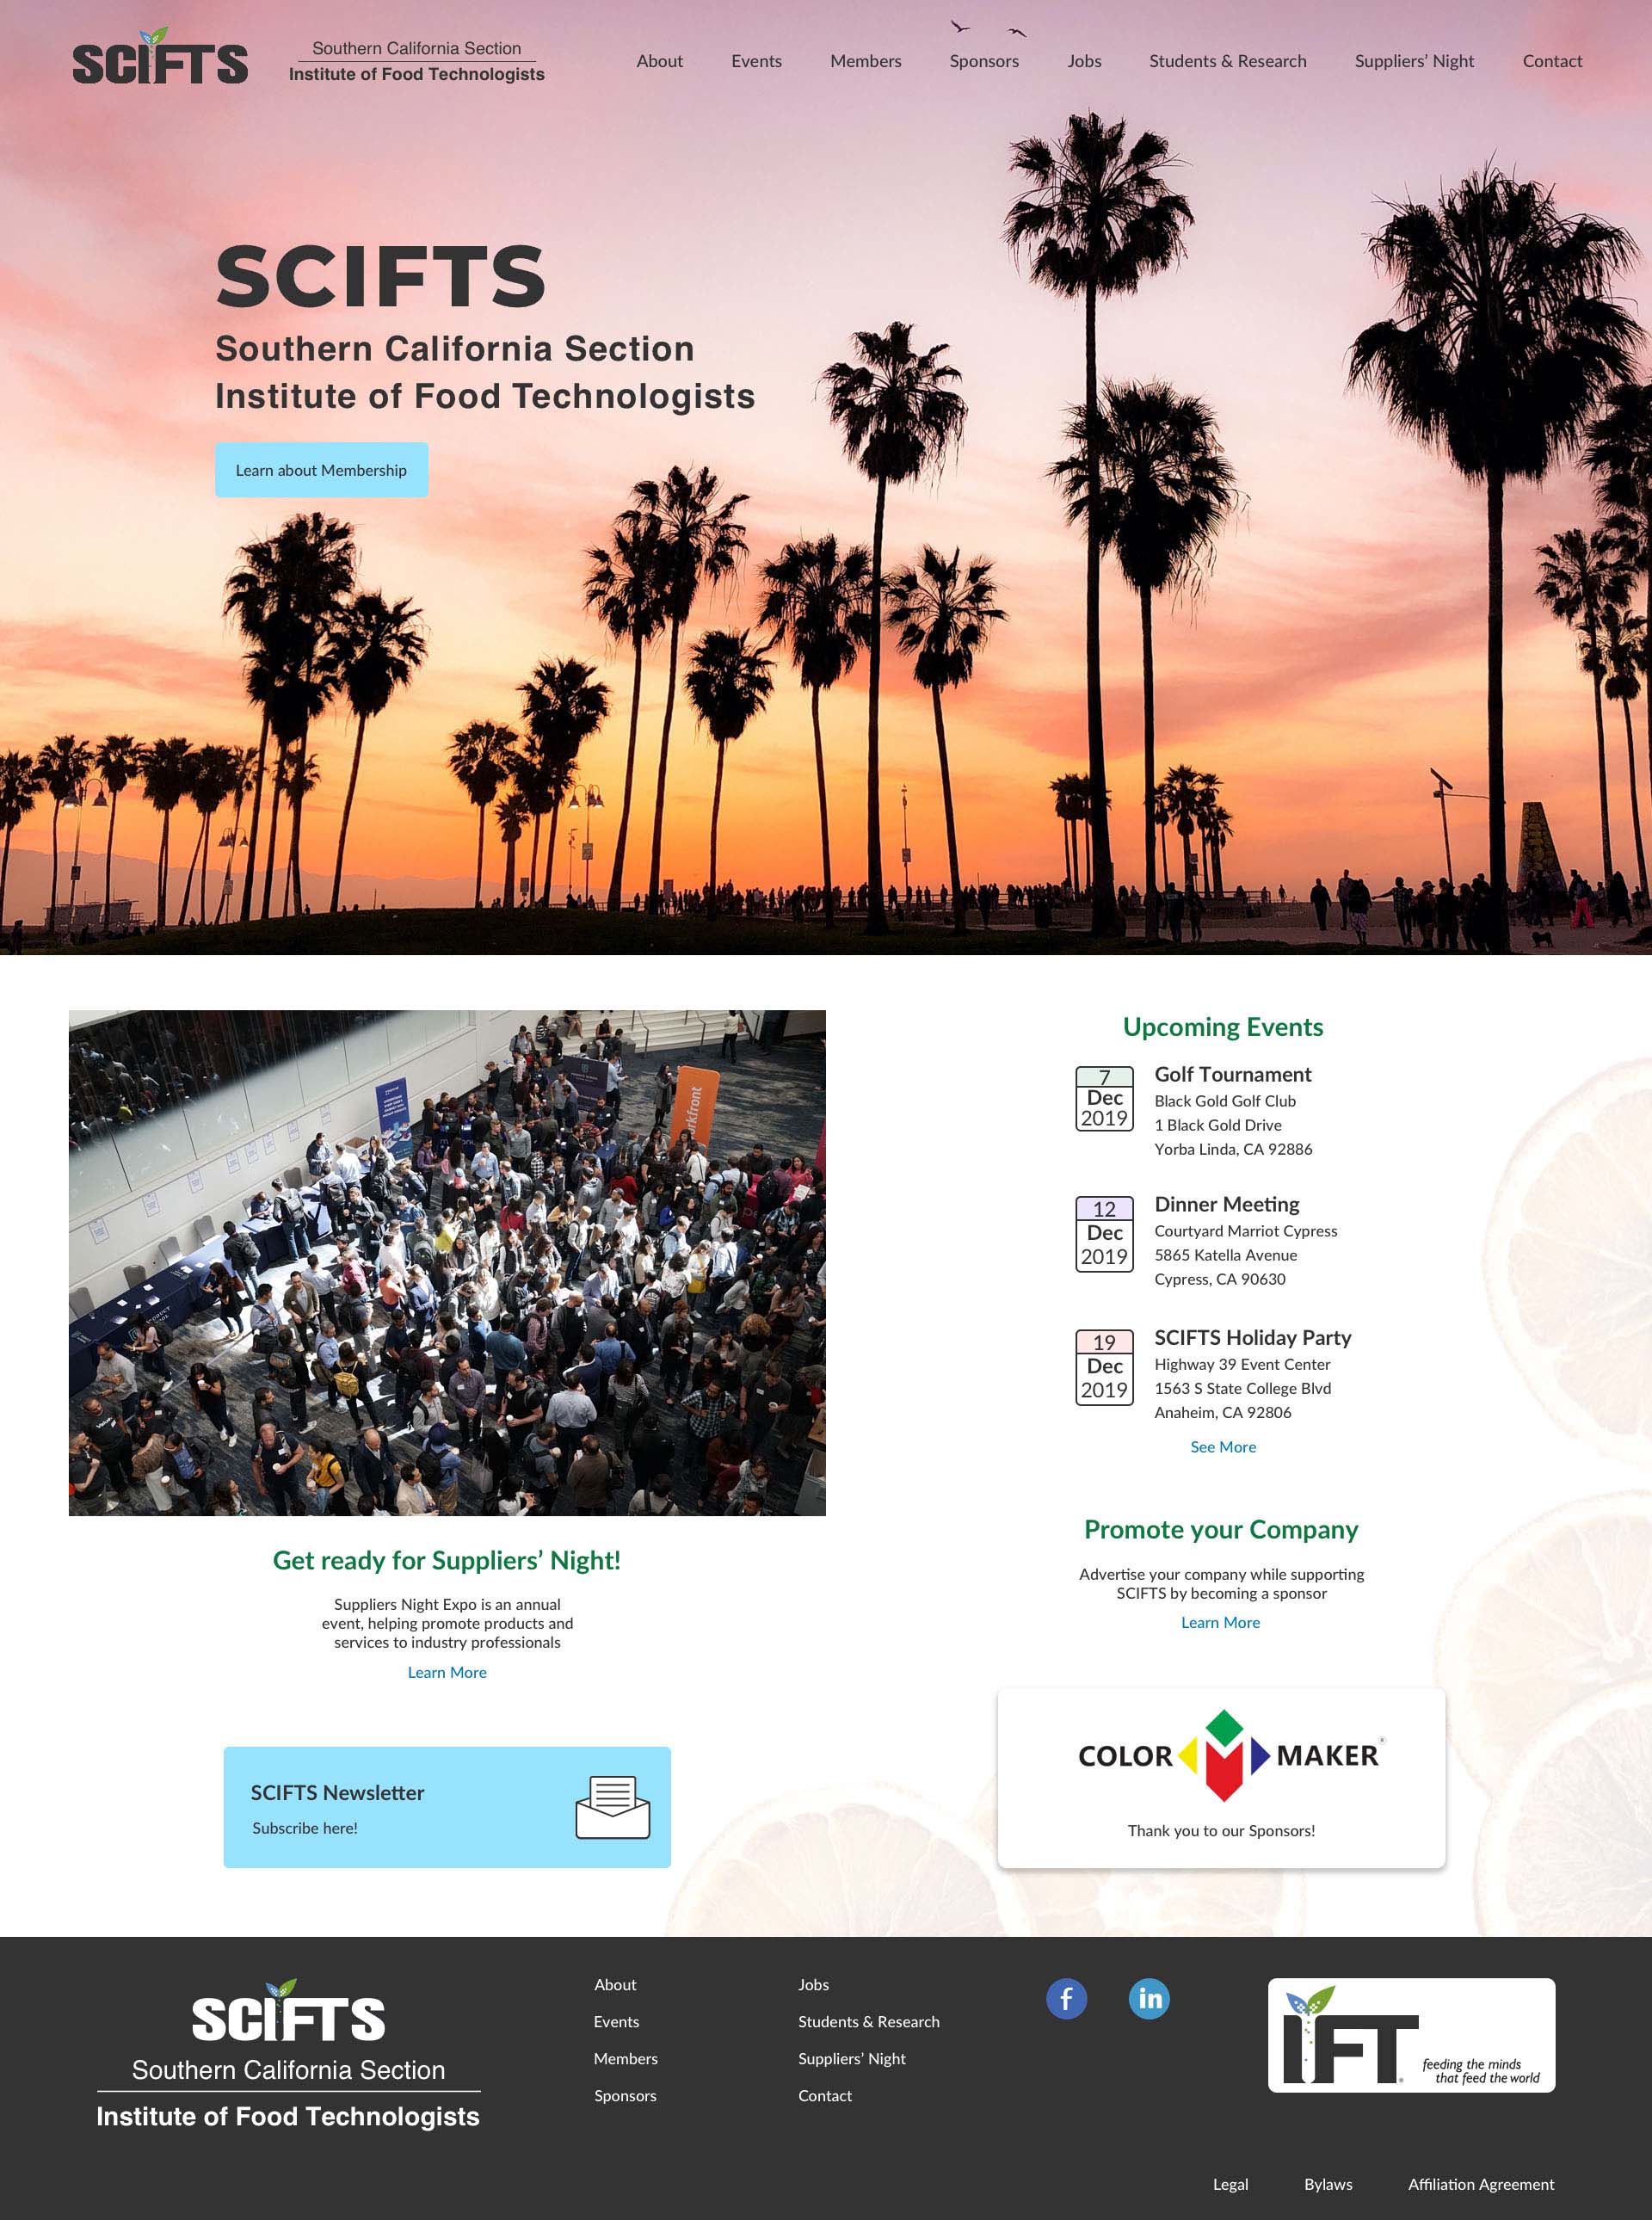 SCIFTS
Southern California Section
Institute of Food Technologists
About
Events
Members
Sponsors
Jobs
Students & Research
Suppliers’ Night
Contact
SCIFTS
Southern California Section
Institute of Food Technologists
Learn about Membership
rkfront
Get ready for Suppliers’ Night!
Suppliers Night Expo is an annual
event, helping promote products and
services to industry professionals
Learn More
SCIFTS Newsletter
Subscribe here!
Upcoming Events
7
Dec
2019
Golf Tournament
Black Gold Golf Club
1 Black Gold Drive
Yorba Linda, CA 92886
12
Dec
2019
Dinner Meeting
Courtyard Marriot Cypress
5865 Katella Avenue
Cypress, CA 90630
19
Dec
2019
SCIFTS Holiday Party
Highway 39 Event Center
1563 S State College Blvd
Anaheim, CA 92806
See More
Promote your Company
Advertise your company while supporting
SCIFTS by becoming a sponsor
Learn More
COLOR MAKER
Thank you to our Sponsors!
SCIFTS
Southern California Section
Institute of Food Technologists
About
Events
Members
Sponsors
Jobs
Students & Research
Suppliers’ Night
Contact
f
in
IFT
feeding the minds
that feed the world
Legal
Bylaws
Affiliation Agreement